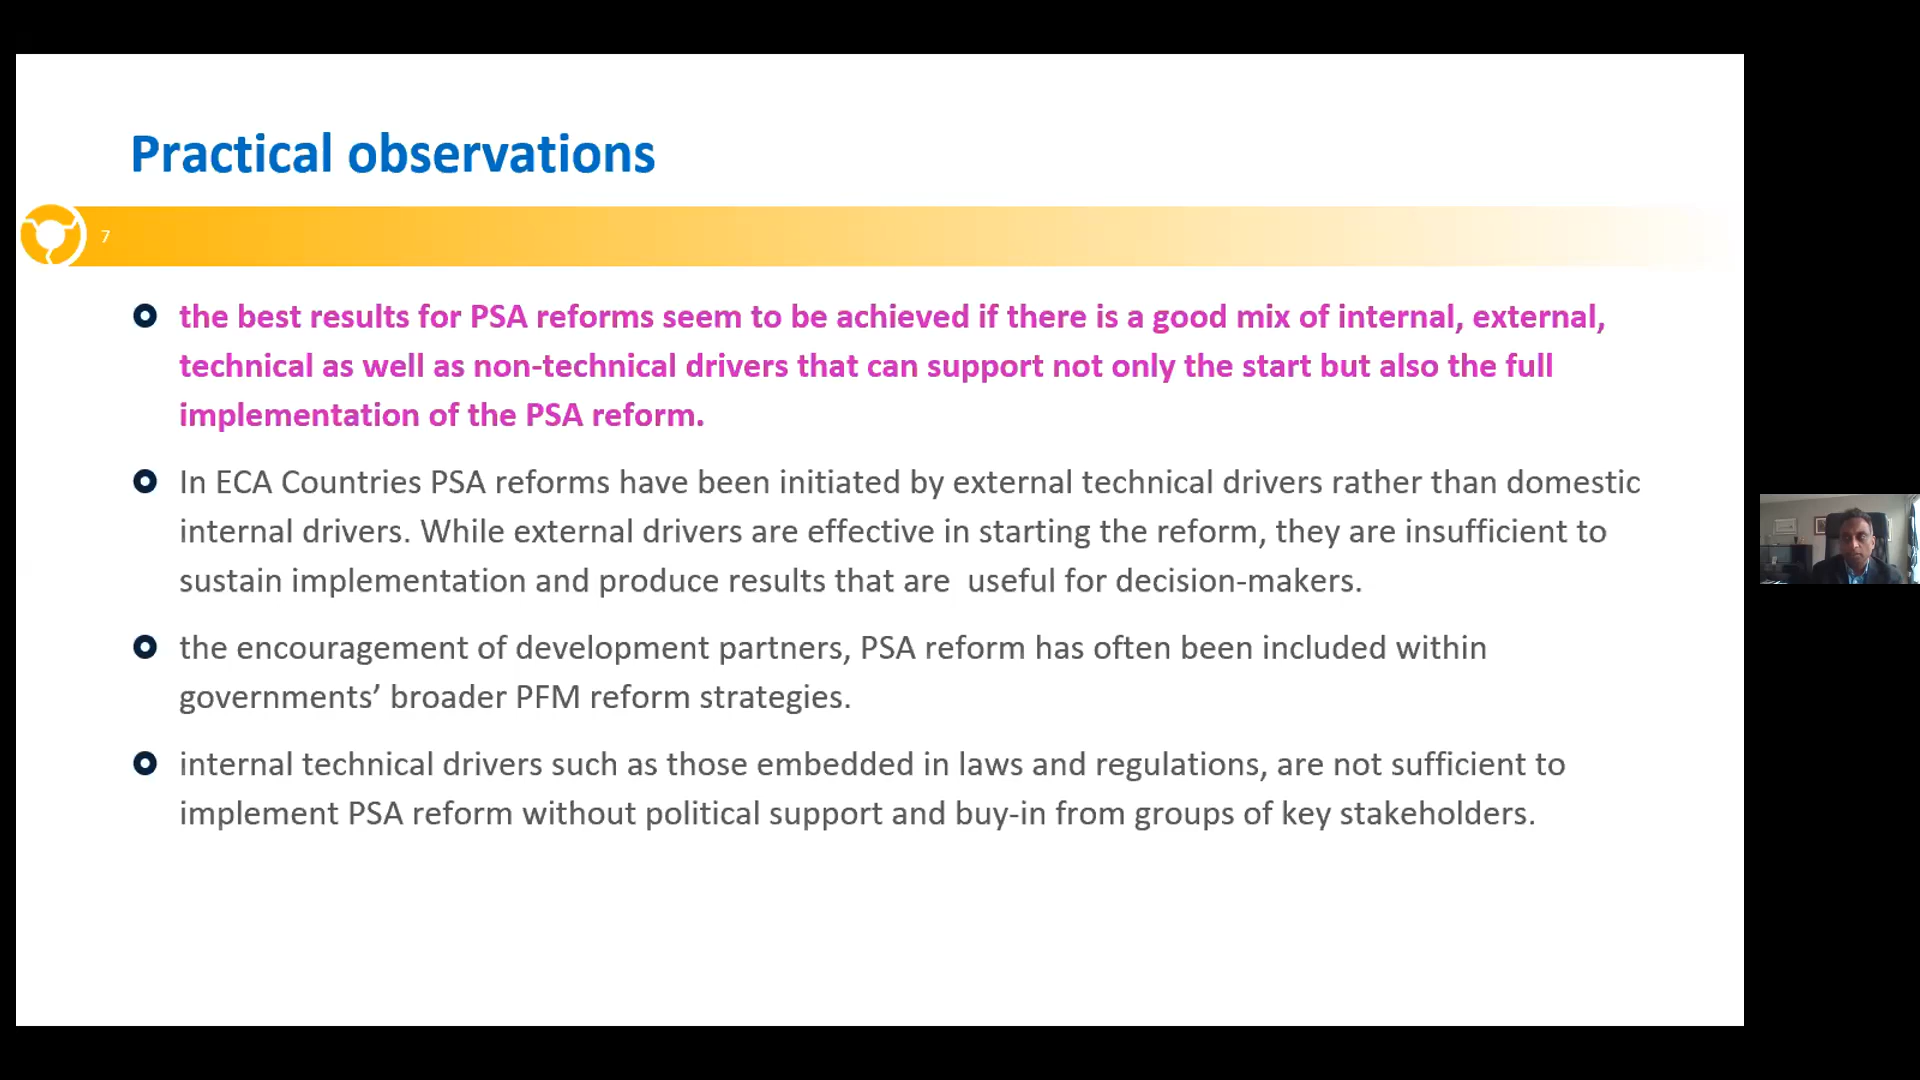 Practical observations
7
the best results for PSA reforms seem to be achieved if there is a good mix of internal, external,
technical as well as non-technical drivers that can support not only the start but also the full
implementation of the PSA reform.
In ECA Countries PSA reforms have been initiated by external technical drivers rather than domestic
internal drivers. While external drivers are effective in starting the reform, they are insufficient to
sustain implementation and produce results that are  useful for decision-makers.
the encouragement of development partners, PSA reform has often been included within
governments’ broader PFM reform strategies.
internal technical drivers such as those embedded in laws and regulations, are not sufficient to
implement PSA reform without political support and buy-in from groups of key stakeholders.